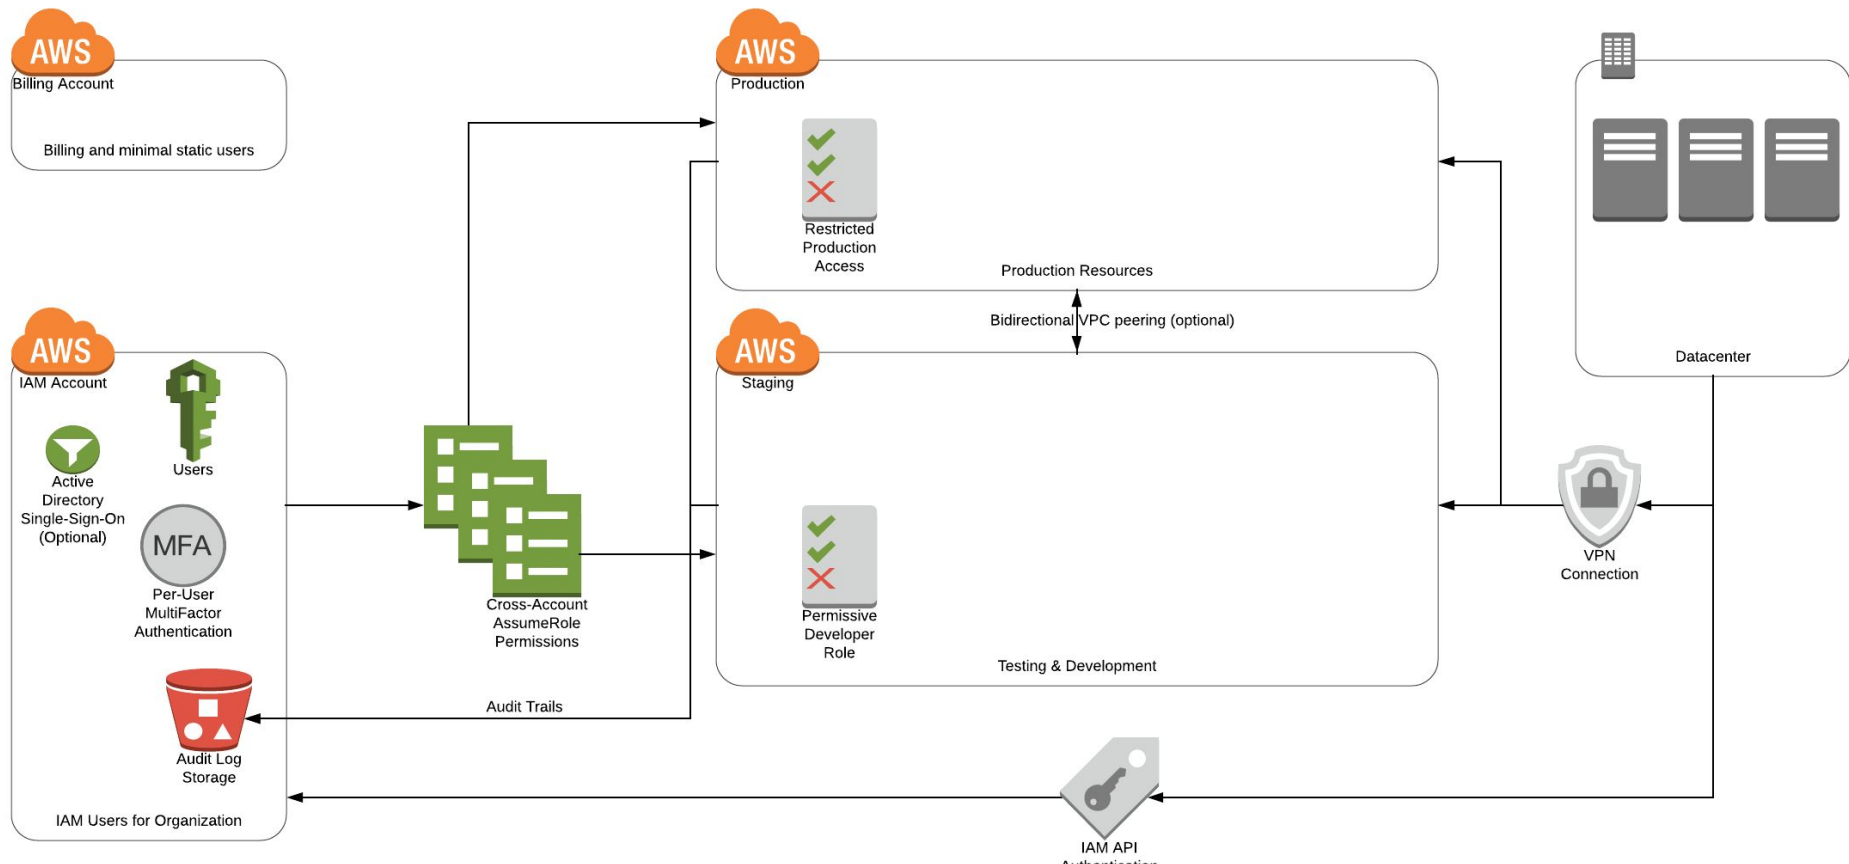 AWS
Billing Account
Billing and minimal static users
AWS
Production
Restricted
Production
Access
Production Resources
Bidirectional VPC peering (optional)
Datacenter
AWS
IAM Account
Users
Active
Directory
Single-Sign-On
(Optional)
MFA
Per-User
MultiFactor
Authentication
Audit Log
Storage
IAM Users for Organization
Cross-Account
AssumeRole
Permissions
Audit Trails
AWS
Staging
Permissive
Developer
Role
Testing & Development
VPN
Connection
IAM API